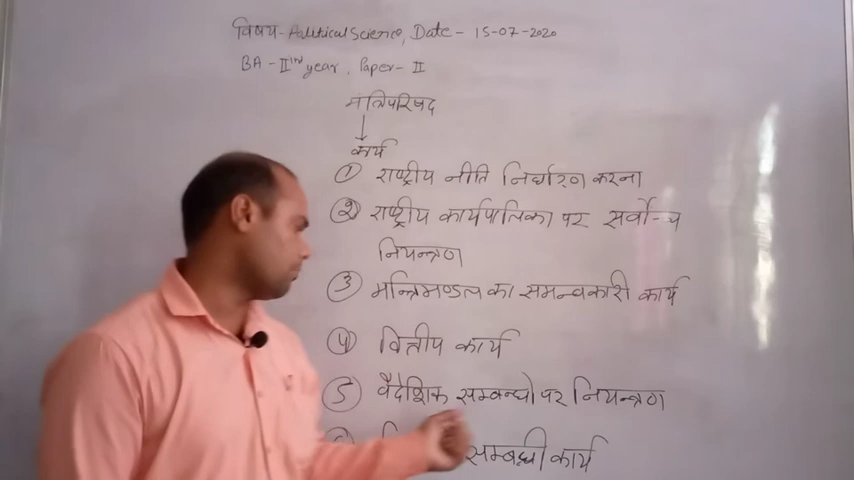 विषय - Political Science, Date - 15-07-2020
BA - IInd year, Paper - II
मंत्रिपरिषद
कार्य
① राष्ट्रीय नीति निर्धारण करना
② राष्ट्रीय कार्यपालिका पर सर्वोच्च
नियन्त्रण
③ मन्त्रिमण्डल का समन्वकारी कार्य
④ वित्तीय कार्य
⑤ वैदेशिक सम्बन्धो पर नियन्त्रण
सम्बन्धी कार्य